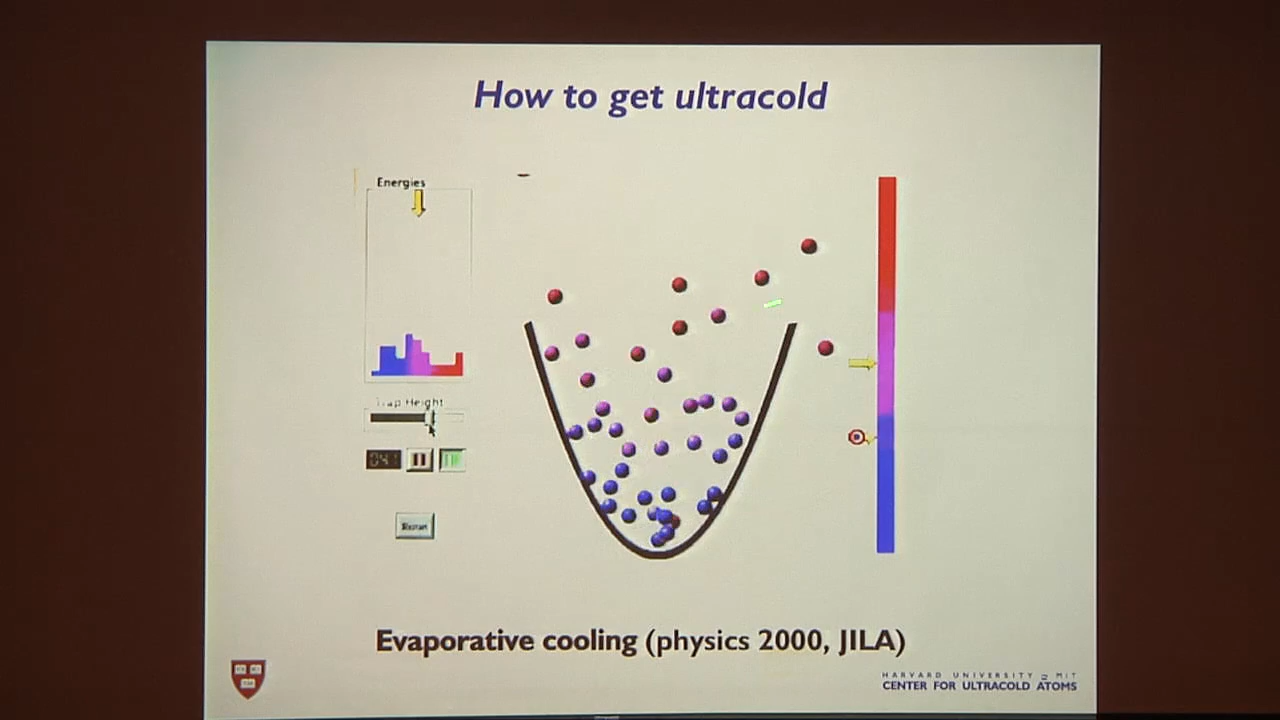 How to get ultracold
Energies
Trap Height
041
Restart
Evaporative cooling (physics 2000, JILA)
HARVARD UNIVERSITY MIT
CENTER FOR ULTRACOLD ATOMS